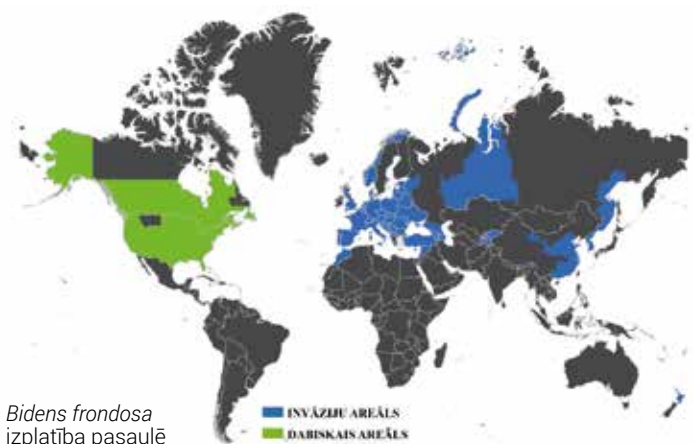 Bidens frondosa
izplatība pasaulē
INVĀZIJU AREĀLS
DABISKAIS AREĀLS